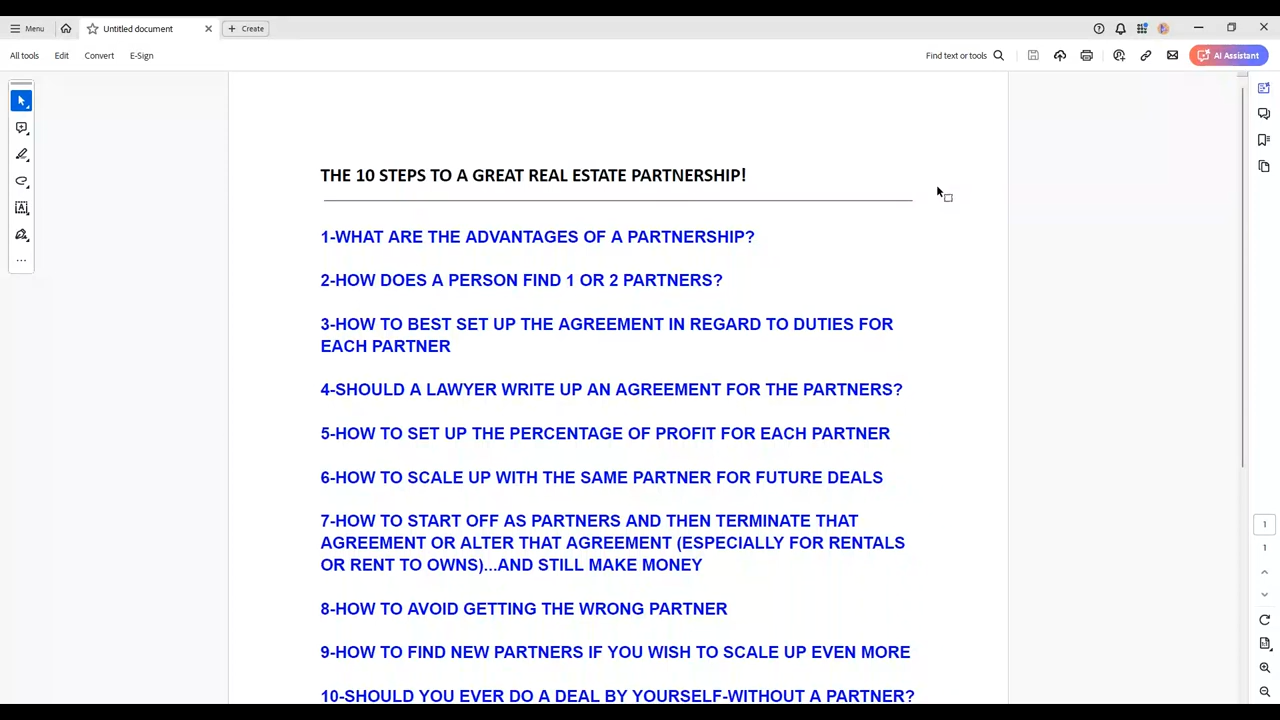 Menu
Untitled document
Create
All tools
Edit
Convert
E-Sign
Find text or tools
AI Assistant
THE 10 STEPS TO A GREAT REAL ESTATE PARTNERSHIP!
1-WHAT ARE THE ADVANTAGES OF A PARTNERSHIP?
2-HOW DOES A PERSON FIND 1 OR 2 PARTNERS?
3-HOW TO BEST SET UP THE AGREEMENT IN REGARD TO DUTIES FOR
EACH PARTNER
4-SHOULD A LAWYER WRITE UP AN AGREEMENT FOR THE PARTNERS?
5-HOW TO SET UP THE PERCENTAGE OF PROFIT FOR EACH PARTNER
6-HOW TO SCALE UP WITH THE SAME PARTNER FOR FUTURE DEALS
7-HOW TO START OFF AS PARTNERS AND THEN TERMINATE THAT
AGREEMENT OR ALTER THAT AGREEMENT (ESPECIALLY FOR RENTALS
OR RENT TO OWNS)...AND STILL MAKE MONEY
8-HOW TO AVOID GETTING THE WRONG PARTNER
9-HOW TO FIND NEW PARTNERS IF YOU WISH TO SCALE UP EVEN MORE
10-SHOULD YOU EVER DO A DEAL BY YOURSELF-WITHOUT A PARTNER?
1
1